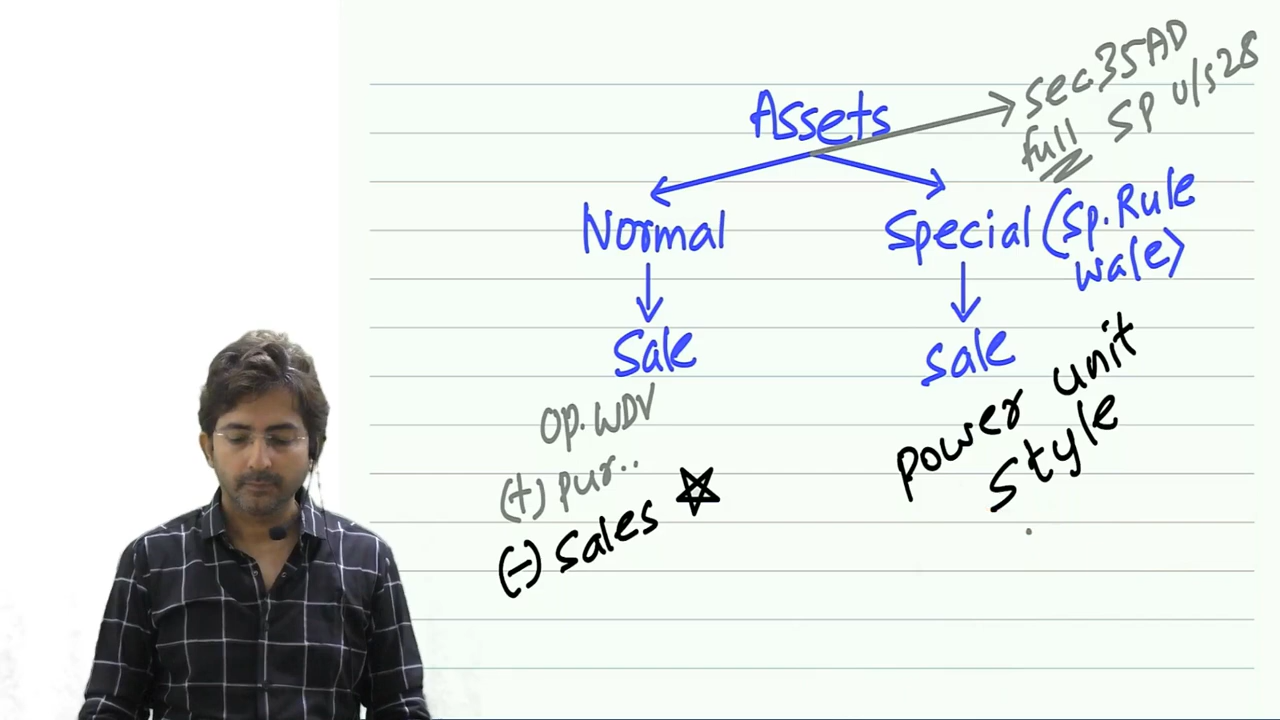 Assets
Sec.35AD
full SP u/s28
Normal
Special (Sp.Rule
wale)
Sale
Sale
OP.WDV
(+) pur..
(-) Sales
Power unit
Style